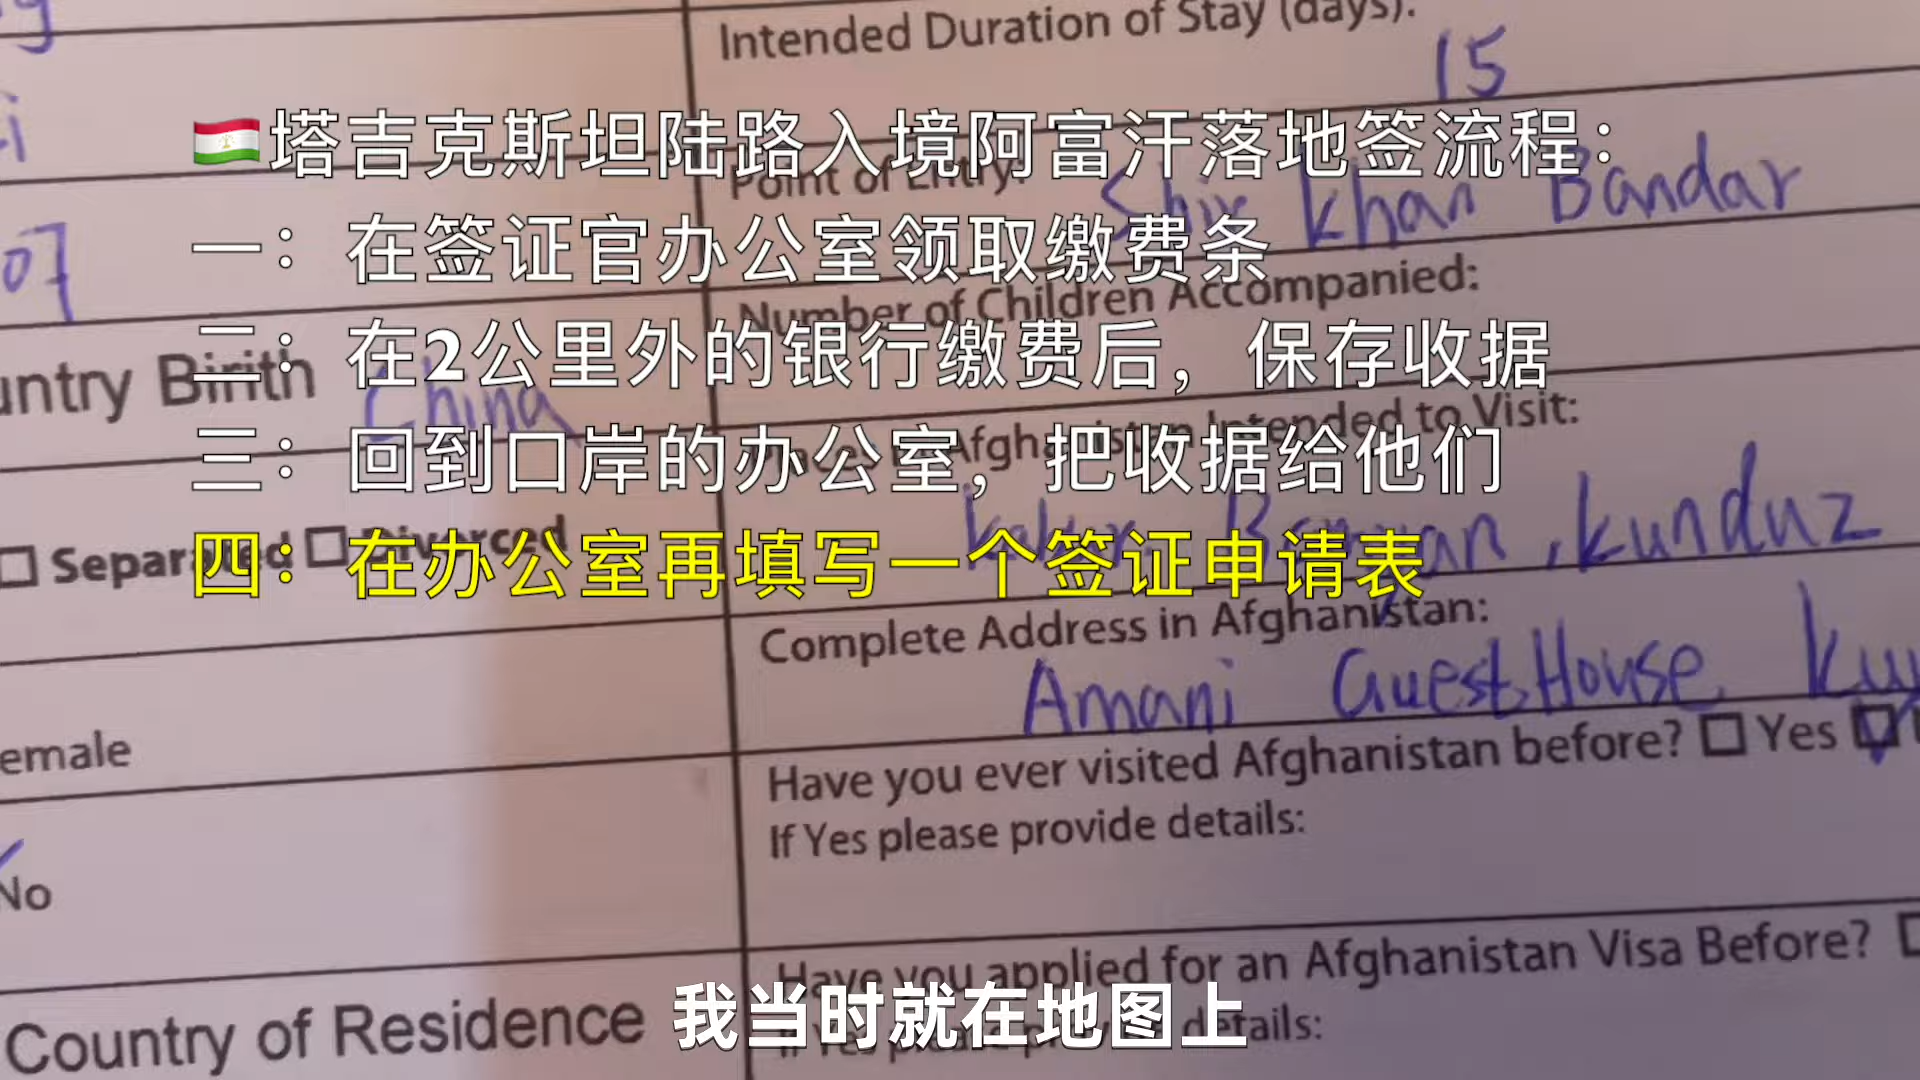 Intended Duration of Stay (days):
15
🇹🇯塔吉克斯坦陆路入境阿富汗落地签流程：
Point of Entry:
Shir Khan Bandar
一：在签证官办公室领取缴费条
07
Number of Children Accompanied:
二：在2公里外的银行缴费后，保存收据
untry Birith
China
Afghanistan Intended to Visit:
三：回到口岸的办公室，把收据给他们
Kunduz
Separated Divorced
四：在办公室再填写一个签证申请表
Complete Address in Afghanistan:
Amani Guest House
emale
Have you ever visited Afghanistan before? Yes
If Yes please provide details:
No
Have you applied for an Afghanistan Visa Before?
Country of Residence
details:
我当时就在地图上